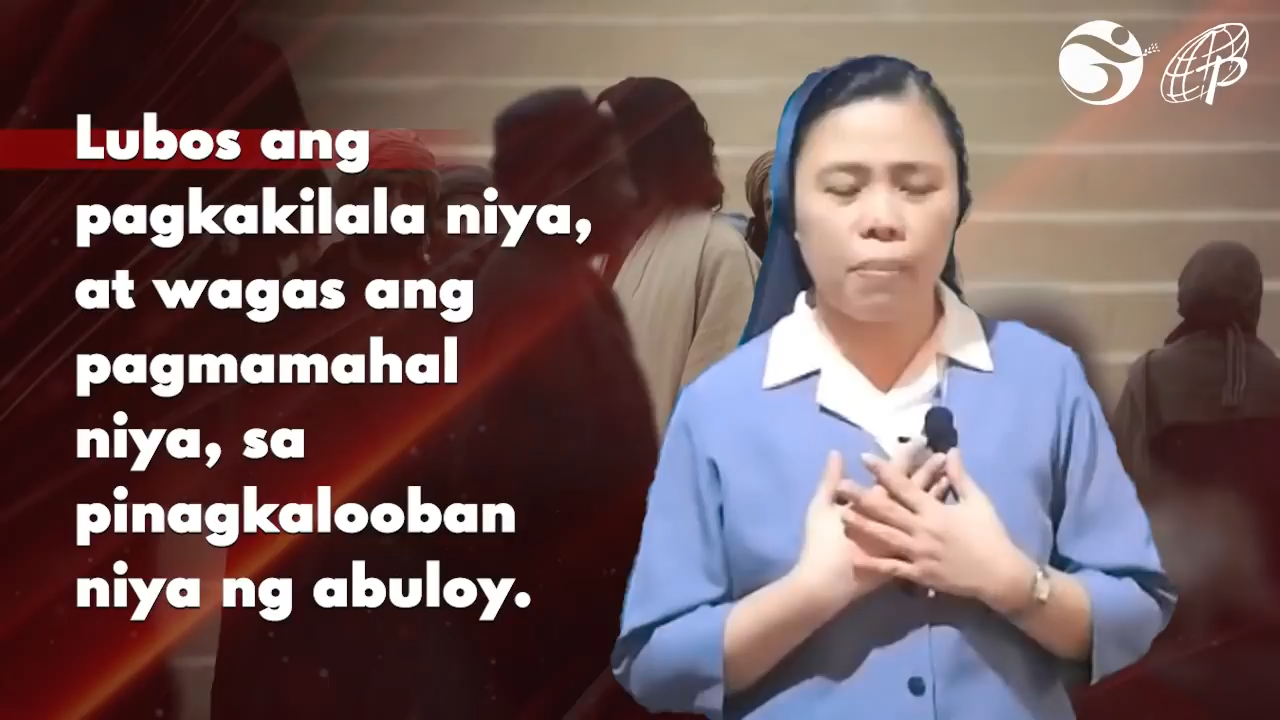 Lubos ang
pagkakilala niya,
at wagas ang
pagmamahal
niya, sa
pinagkalooban
niya ng abuloy.